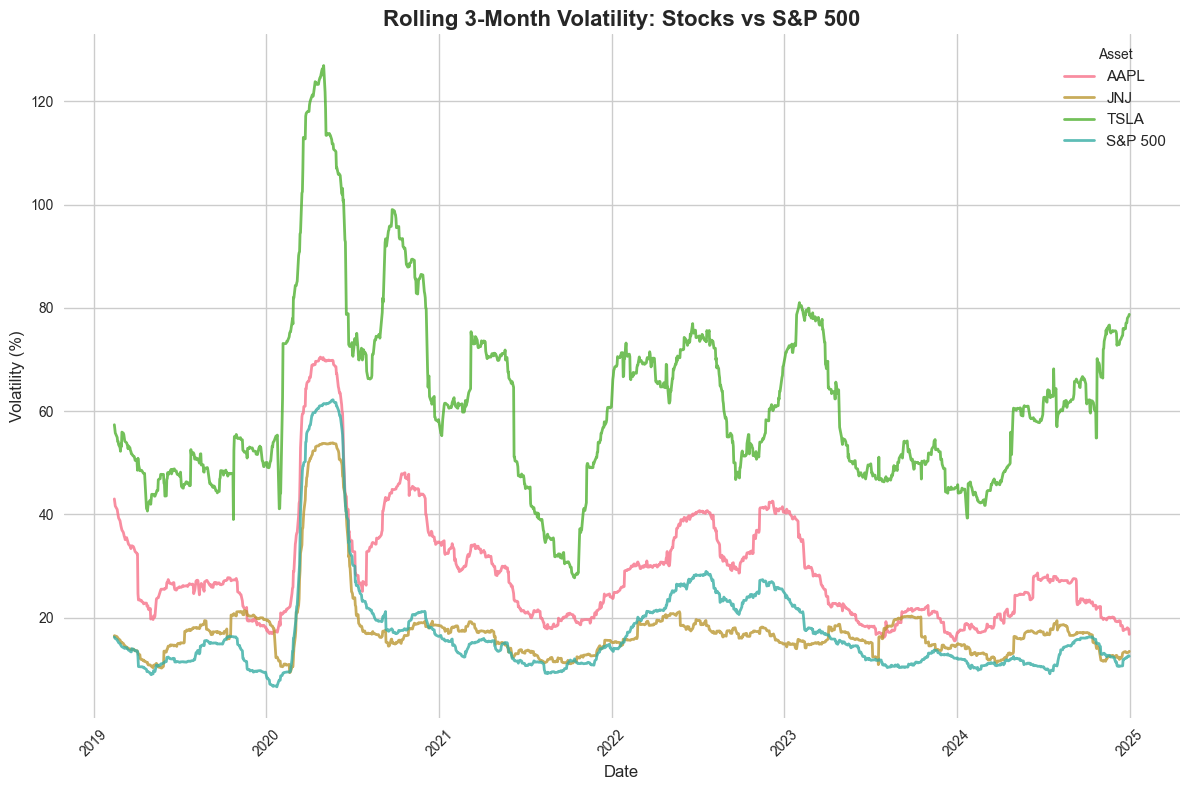 Rolling 3-Month Volatility: Stocks vs S&P 500
Asset
AAPL
JNJ
TSLA
S&P 500
Volatility (%)
120
100
80
60
40
20
2019
2020
2021
2022
2023
2024
2025
Date